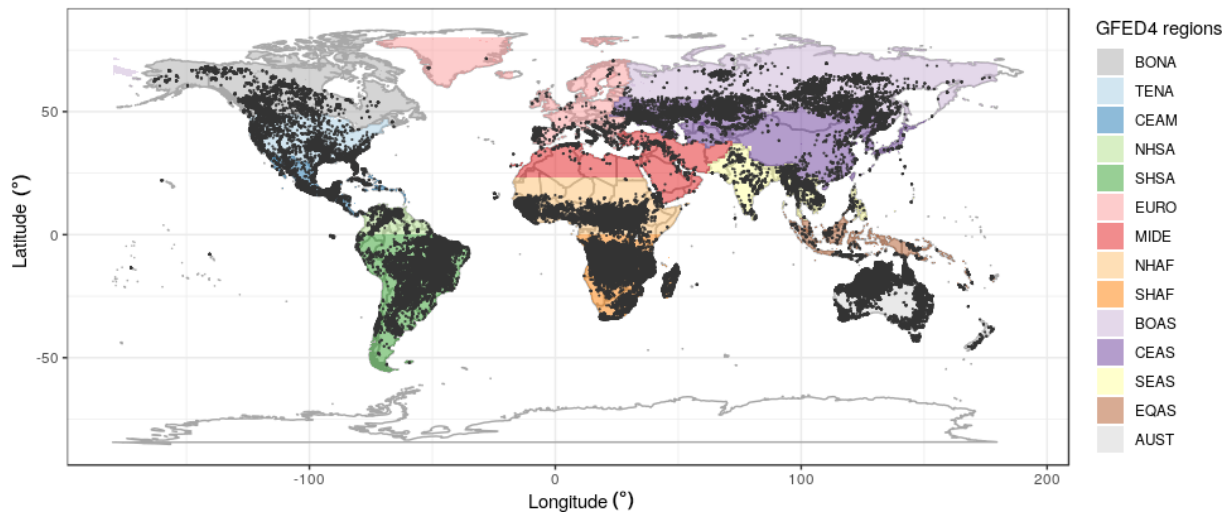 GFED4 regions
BONA
TENA
CEAM
NHSA
SHSA
EURO
MIDE
NHAF
SHAF
BOAS
CEAS
SEAS
EQAS
AUST
Latitude (°)
50
0
-50
-100
0
100
200
Longitude (°)